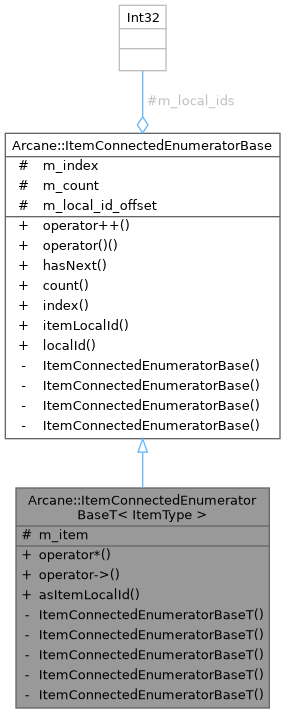 Int32
#m_local_ids
Arcane::ItemConnectedEnumeratorBase
# m_index
# m_count
# m_local_id_offset
+ operator++()
+ operator()()
+ hasNext()
+ count()
+ index()
+ itemLocalId()
+ localId()
- ItemConnectedEnumeratorBase()
- ItemConnectedEnumeratorBase()
- ItemConnectedEnumeratorBase()
- ItemConnectedEnumeratorBase()
Arcane::ItemConnectedEnumerator
BaseT< ItemType >
# m_item
+ operator*()
+ operator->()
+ asItemLocalId()
- ItemConnectedEnumeratorBaseT()
- ItemConnectedEnumeratorBaseT()
- ItemConnectedEnumeratorBaseT()
- ItemConnectedEnumeratorBaseT()
- ItemConnectedEnumeratorBaseT()